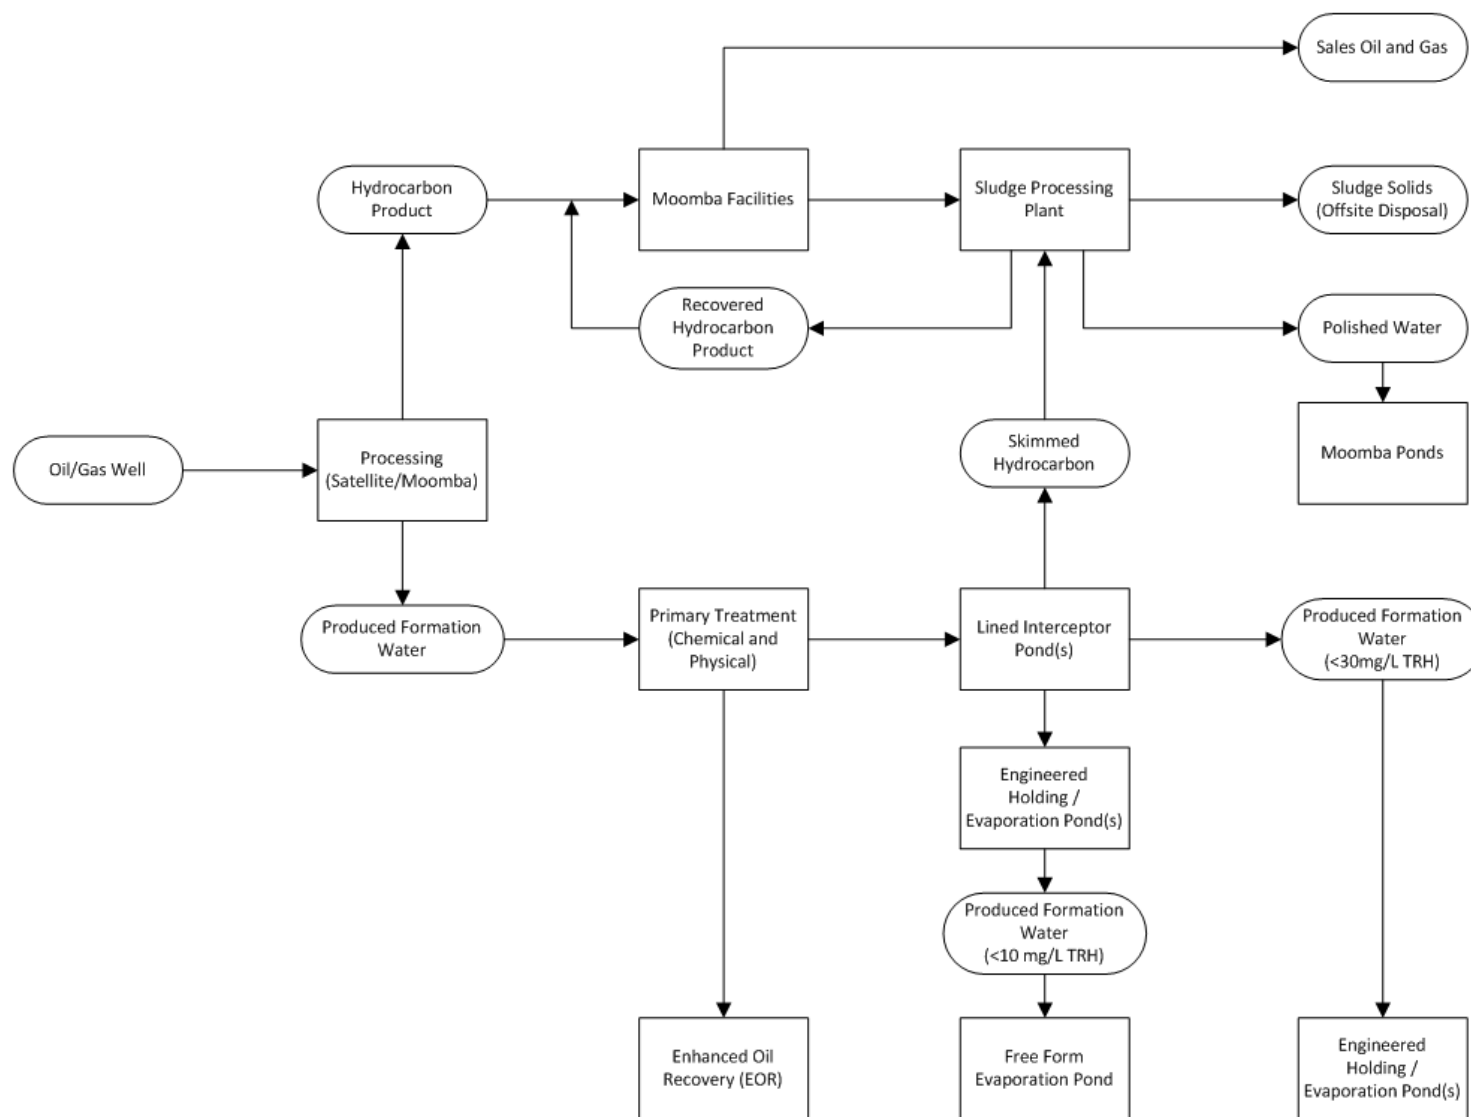 Sales Oil and Gas
Hydrocarbon
Product
Moomba Facilities
Sludge Processing
Plant
Sludge Solids
(Offsite Disposal)
Recovered
Hydrocarbon
Product
Polished Water
Oil/Gas Well
Processing
(Satellite/Moomba)
Skimmed
Hydrocarbon
Moomba Ponds
Produced Formation
Water
Primary Treatment
(Chemical and
Physical)
Lined Interceptor
Pond(s)
Produced Formation
Water
(<30mg/L TRH)
Engineered
Holding /
Evaporation Pond(s)
Produced Formation
Water
(<10 mg/L TRH)
Enhanced Oil
Recovery (EOR)
Free Form
Evaporation Pond
Engineered
Holding /
Evaporation Pond(s)